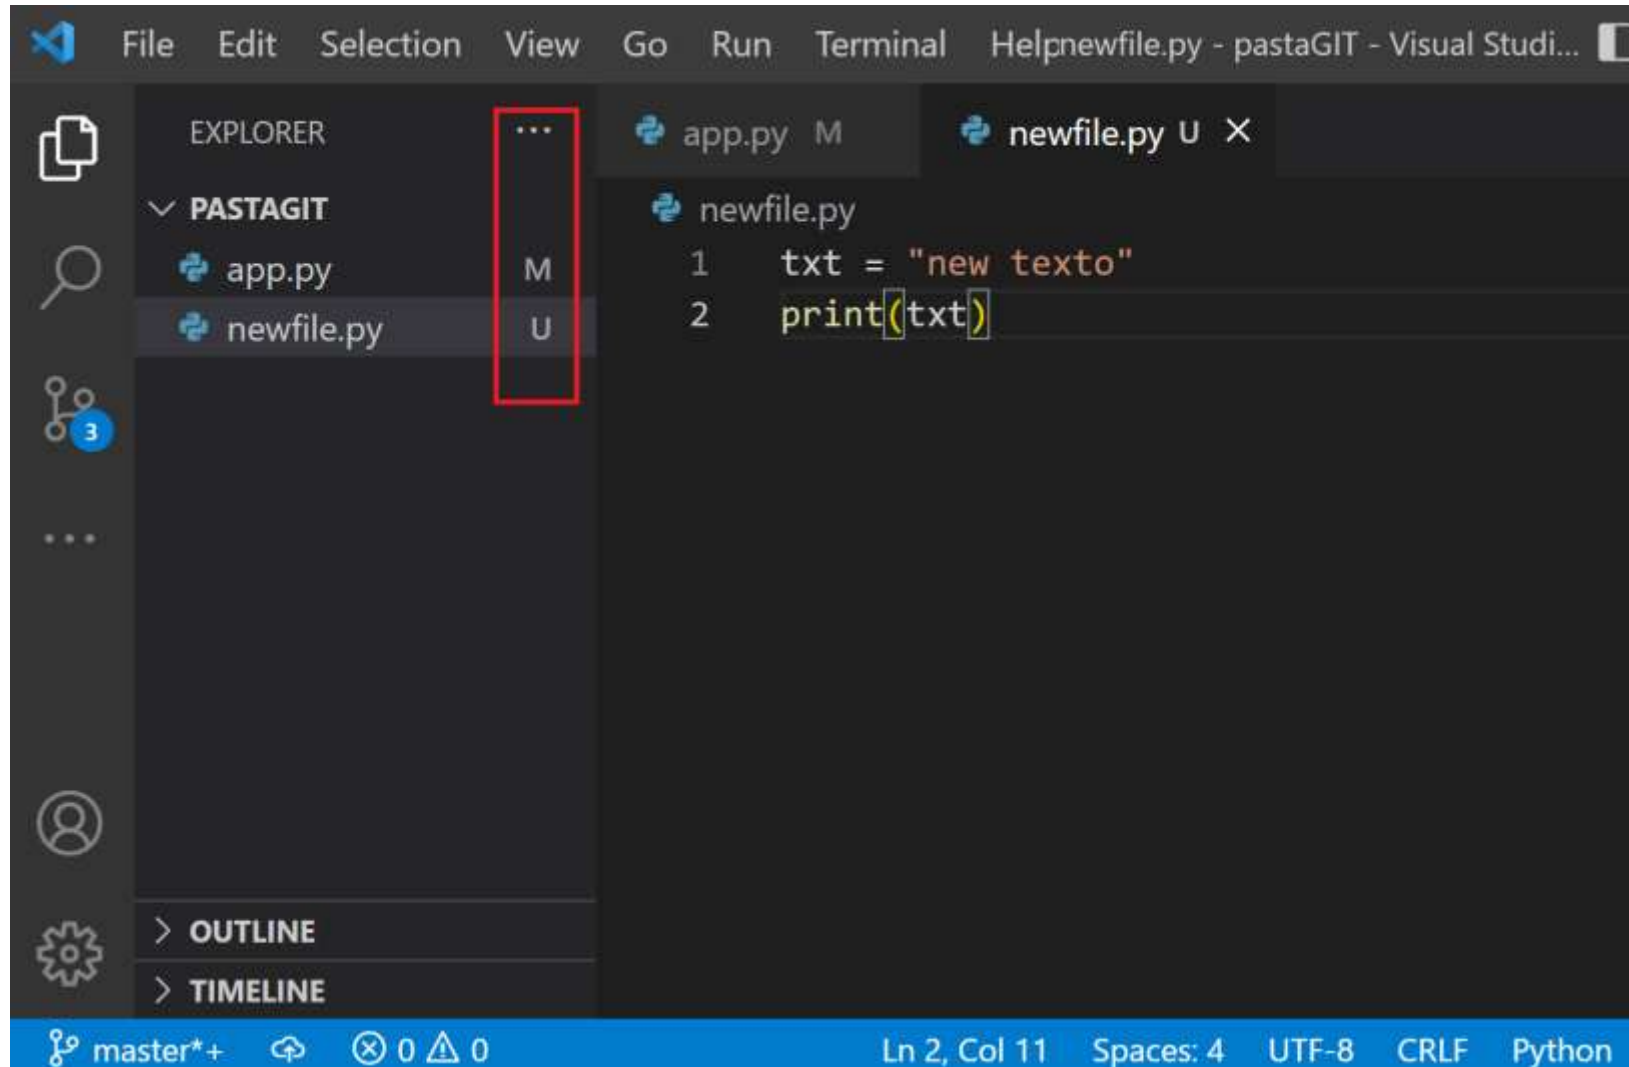 File Edit Selection View Go Run Terminal Helpnewfile.py - pastaGIT - Visual Studi...
EXPLORER ...
PASTAGIT
app.py M
newfile.py U
3
OUTLINE
TIMELINE
app.py M newfile.py U
newfile.py
1 txt = "new texto"
2 print(txt)
master*+ 0 0 Ln 2, Col 11 Spaces: 4 UTF-8 CRLF Python